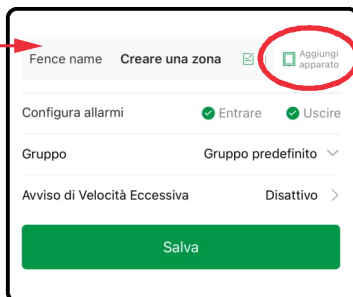 Fence name Creare una zona Aggiungi
apparato
Configura allarmi Entrare Uscire
Gruppo Gruppo predefinito
Avviso di Velocità Eccessiva Disattivo
Salva